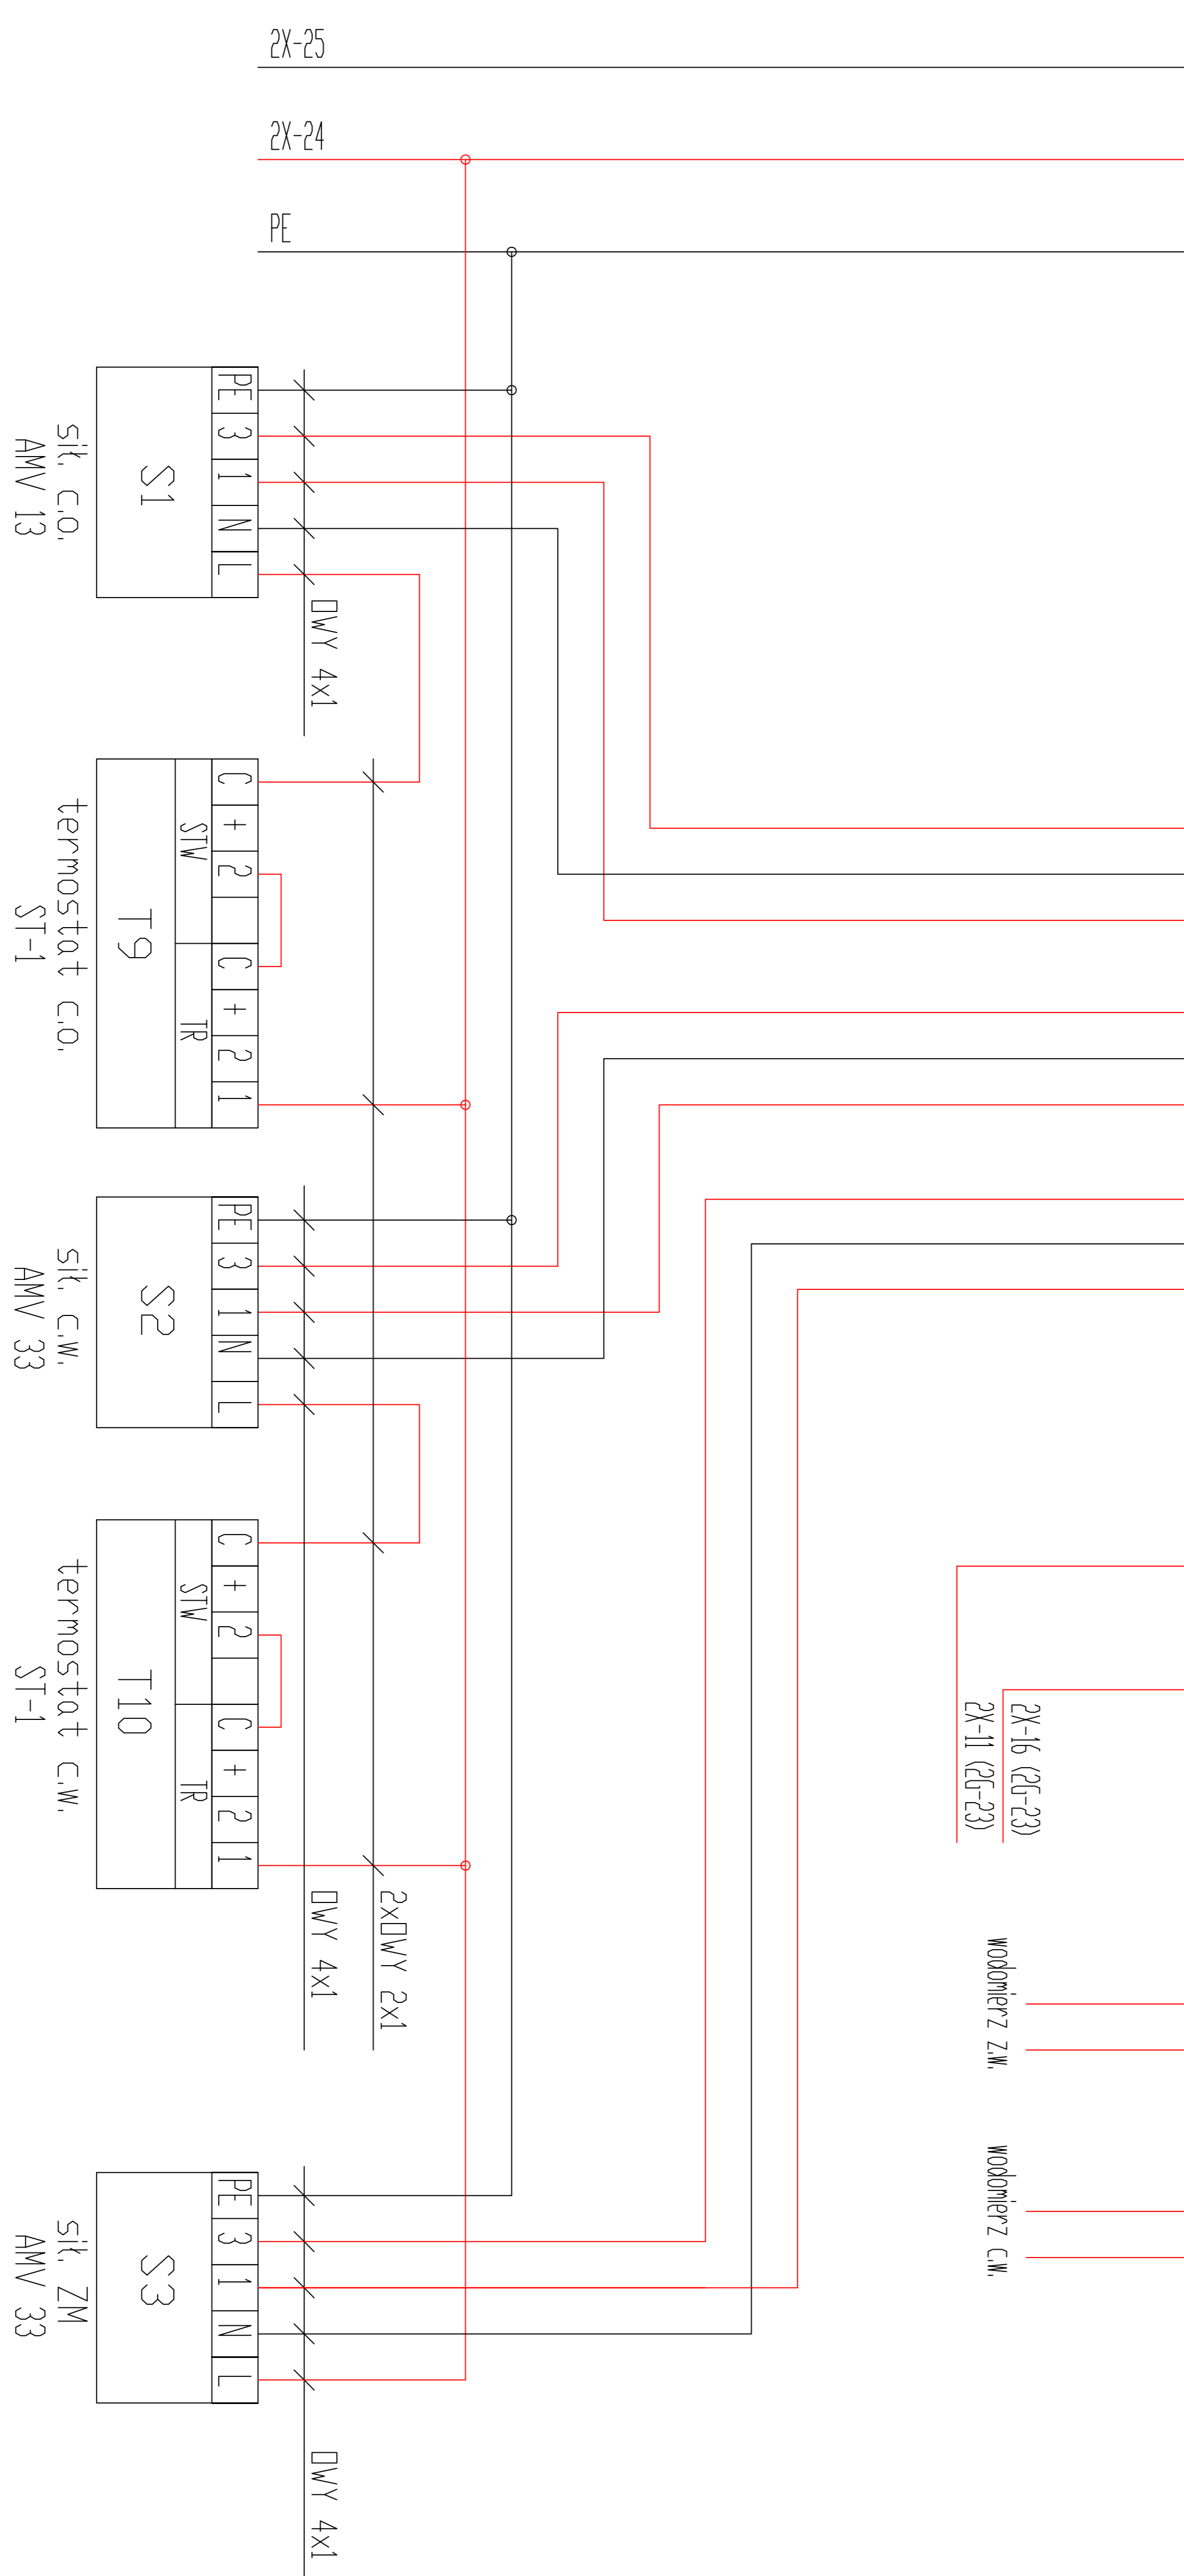 2X-25
2X-24
PE
PE 3 1 N L
S1
sił. c.o.
AMV 13
OWY 4x1
C + 2 C + 2 1
STW TR
T9
termostat c.o.
ST-1
PE 3 1 N L
S2
sił. c.w.
AMV 33
C + 2 C + 2 1
STW TR
T10
termostat c.w.
ST-1
2xOWY 2x1
OWY 4x1
2X-16 (2G-23)
2X-11 (2G-23)
wodomierz z.w.
wodomierz c.w.
PE 3 1 N L
S3
sił. ZM
AMV 33
OWY 4x1